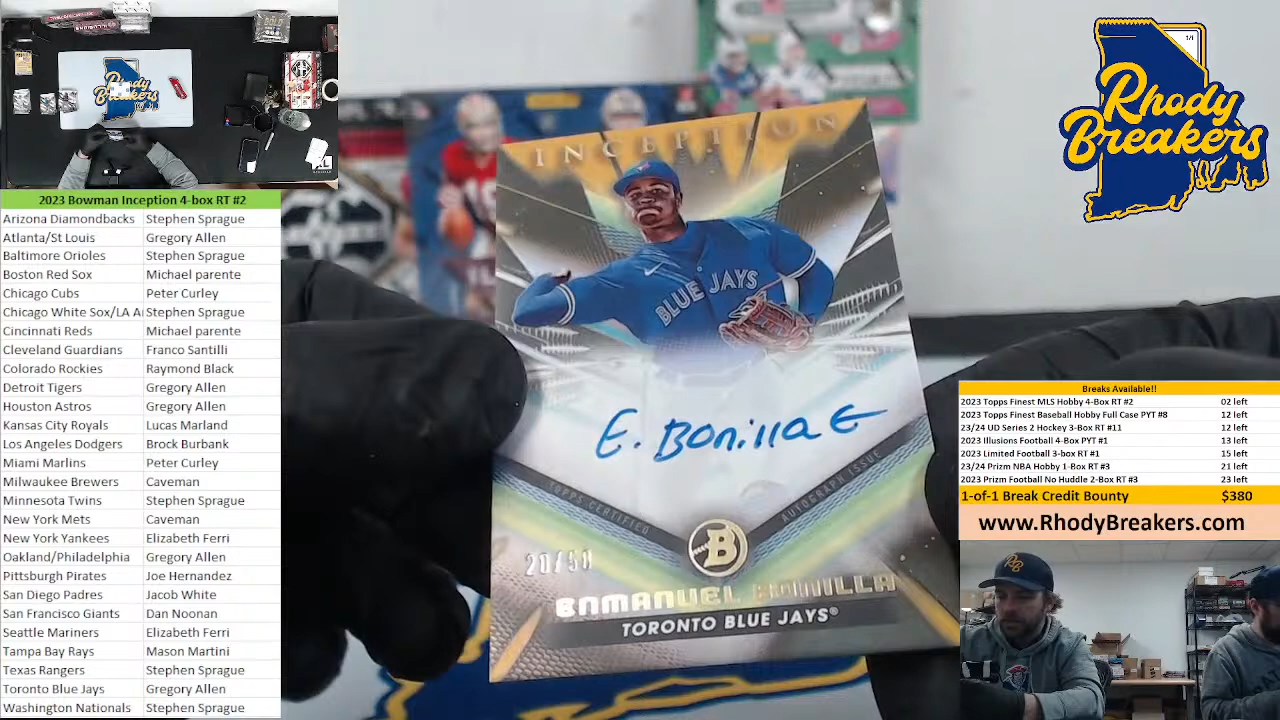 2023 Bowman Inception 4-box RT #2
Arizona Diamondbacks Stephen Sprague
Atlanta/St Louis Gregory Allen
Baltimore Orioles Stephen Sprague
Boston Red Sox Michael parente
Chicago Cubs Peter Curley
Chicago White Sox/LA A Stephen Sprague
Cincinnati Reds Michael parente
Cleveland Guardians Franco Santilli
Colorado Rockies Raymond Black
Detroit Tigers Gregory Allen
Houston Astros Gregory Allen
Kansas City Royals Lucas Marland
Los Angeles Dodgers Brock Burbank
Miami Marlins Peter Curley
Milwaukee Brewers Caveman
Minnesota Twins Stephen Sprague
New York Mets Caveman
New York Yankees Elizabeth Ferri
Oakland/Philadelphia Gregory Allen
Pittsburgh Pirates Joe Hernandez
San Diego Padres Jacob White
San Francisco Giants Dan Noonan
Seattle Mariners Elizabeth Ferri
Tampa Bay Rays Mason Martini
Texas Rangers Stephen Sprague
Toronto Blue Jays Gregory Allen
Washington Nationals Stephen Sprague
Rhody
Breakers
INCEPTION
BLUE JAYS
E. Bonilla E
TOPPS CERTIFIED
AUTOGRAPH ISSUE
B
20/50
ENMANUEL BONILLA
TORONTO BLUE JAYS®
1/1
Rhody
Breakers
Breaks Available!!
2023 Topps Finest MLS Hobby 4-Box RT #2 02 left
2023 Topps Finest Baseball Hobby Full Case PYT #8 12 left
23/24 UD Series 2 Hockey 3-Box RT #11 12 left
2023 Illusions Football 4-Box PYT #1 13 left
2023 Limited Football 3-box RT #1 15 left
23/24 Prizm NBA Hobby 1-Box RT #3 21 left
2023 Prizm Football No Huddle 2-Box RT #3 23 left
1-of-1 Break Credit Bounty $380
www.RhodyBreakers.com
RB